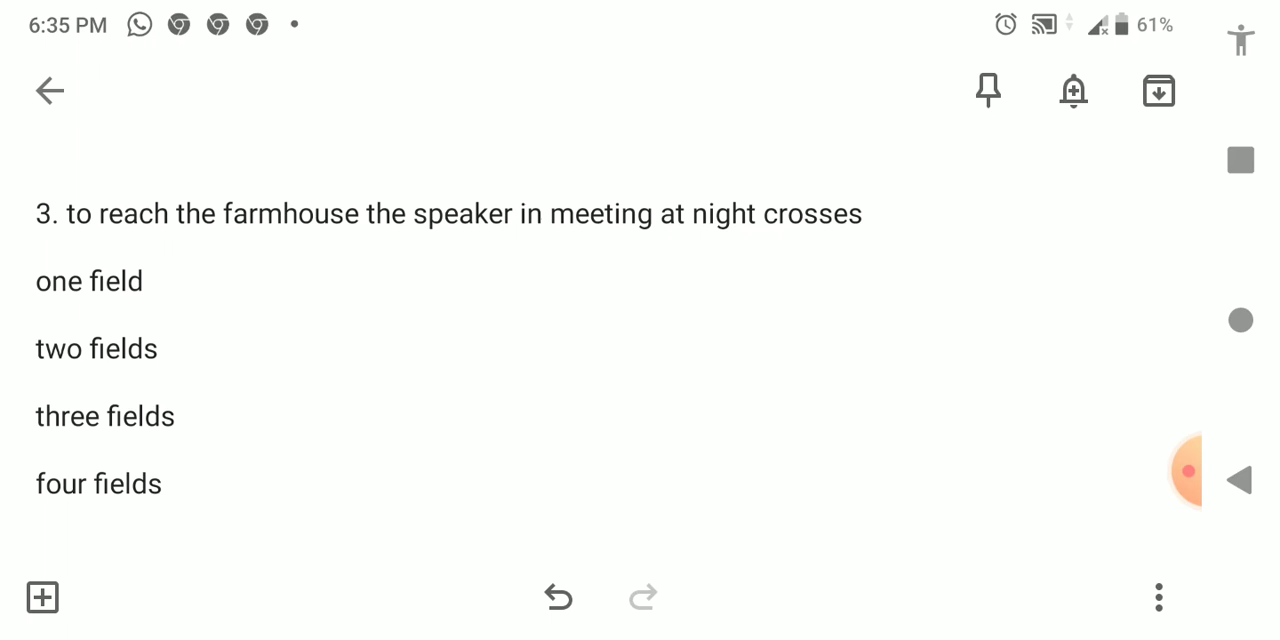 6:35 PM
61%
3. to reach the farmhouse the speaker in meeting at night crosses
one field
two fields
three fields
four fields